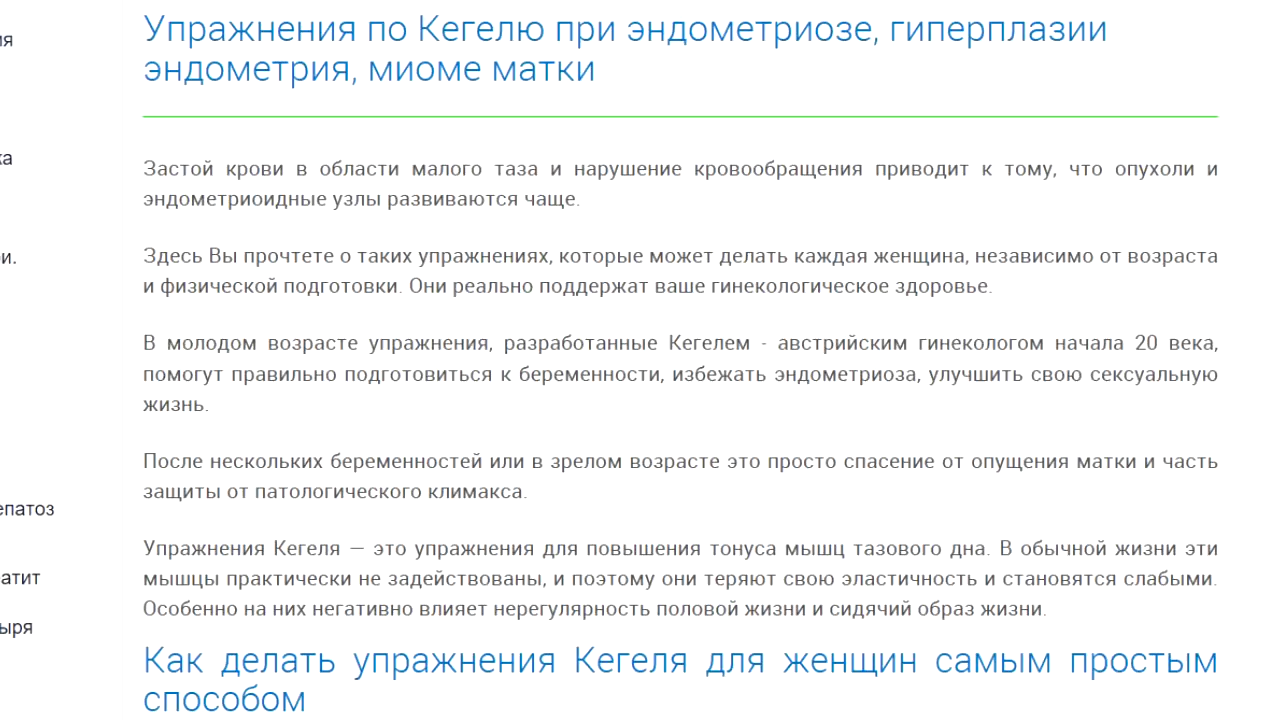 Упражнения по Кегелю при эндометриозе, гиперплазии
эндометрия, миоме матки
Застой крови в области малого таза и нарушение кровообращения приводит к тому, что опухоли и
эндометриоидные узлы развиваются чаще.
Здесь Вы прочтете о таких упражнениях, которые может делать каждая женщина, независимо от возраста
и физической подготовки. Они реально поддержат ваше гинекологическое здоровье.
В молодом возрасте упражнения, разработанные Кегелем - австрийским гинекологом начала 20 века,
помогут правильно подготовиться к беременности, избежать эндометриоза, улучшить свою сексуальную
жизнь.
После нескольких беременностей или в зрелом возрасте это просто спасение от опущения матки и часть
защиты от патологического климакса.
Упражнения Кегеля — это упражнения для повышения тонуса мышц тазового дна. В обычной жизни эти
мышцы практически не задействованы, и поэтому они теряют свою эластичность и становятся слабыми.
Особенно на них негативно влияет нерегулярность половой жизни и сидячий образ жизни.
Как делать упражнения Кегеля для женщин самым простым
способом